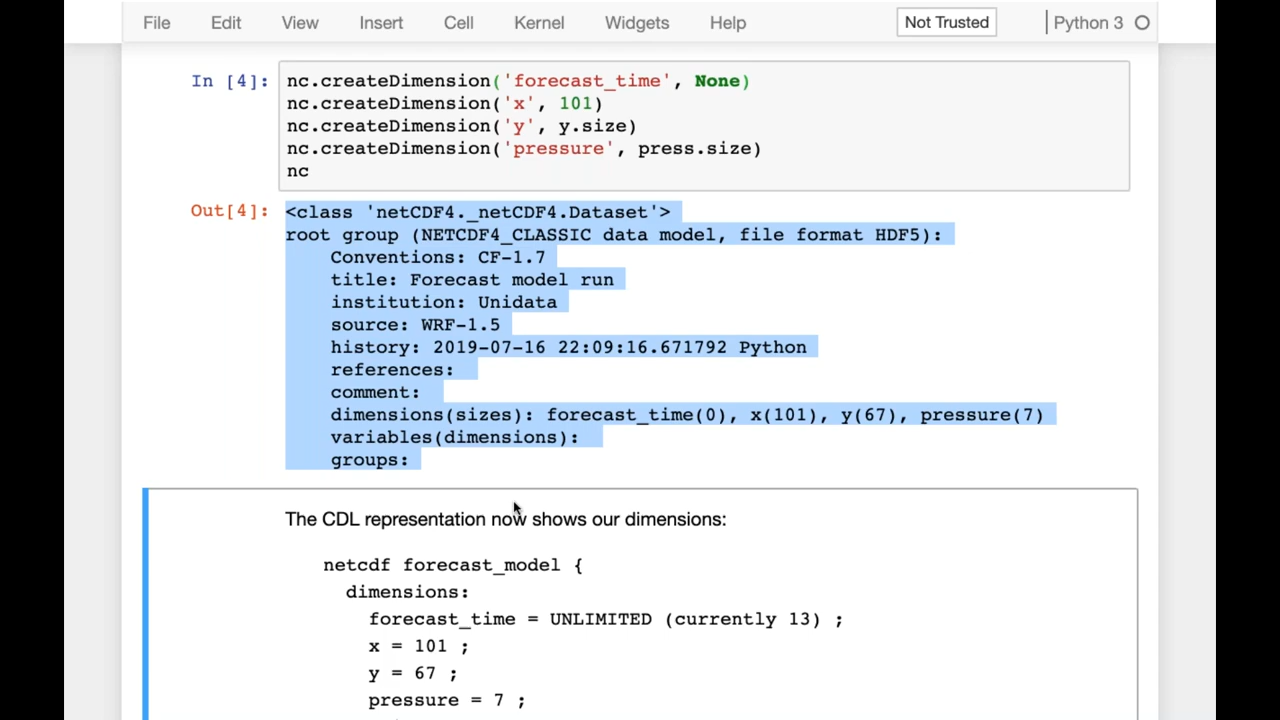 File Edit View Insert Cell Kernel Widgets Help Not Trusted Python 3
In [4]: nc.createDimension('forecast_time', None)
nc.createDimension('x', 101)
nc.createDimension('y', y.size)
nc.createDimension('pressure', press.size)
nc
Out[4]: <class 'netCDF4._netCDF4.Dataset'>
root group (NETCDF4_CLASSIC data model, file format HDF5):
Conventions: CF-1.7
title: Forecast model run
institution: Unidata
source: WRF-1.5
history: 2019-07-16 22:09:16.671792 Python
references:
comment:
dimensions(sizes): forecast_time(0), x(101), y(67), pressure(7)
variables(dimensions):
groups:
The CDL representation now shows our dimensions:
netcdf forecast_model {
dimensions:
forecast_time = UNLIMITED (currently 13) ;
x = 101 ;
y = 67 ;
pressure = 7 ;